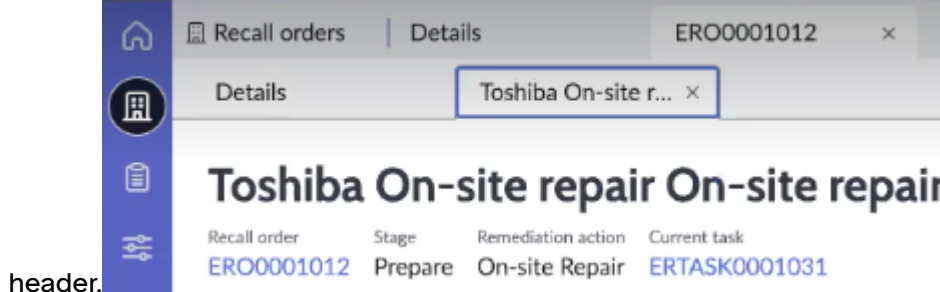 Recall orders Details ERO0001012 ×
Details Toshiba On-site r... ×
Toshiba On-site repair On-site repair
Recall order Stage Remediation action Current task
ERO0001012 Prepare On-site Repair ERTASK0001031
header.